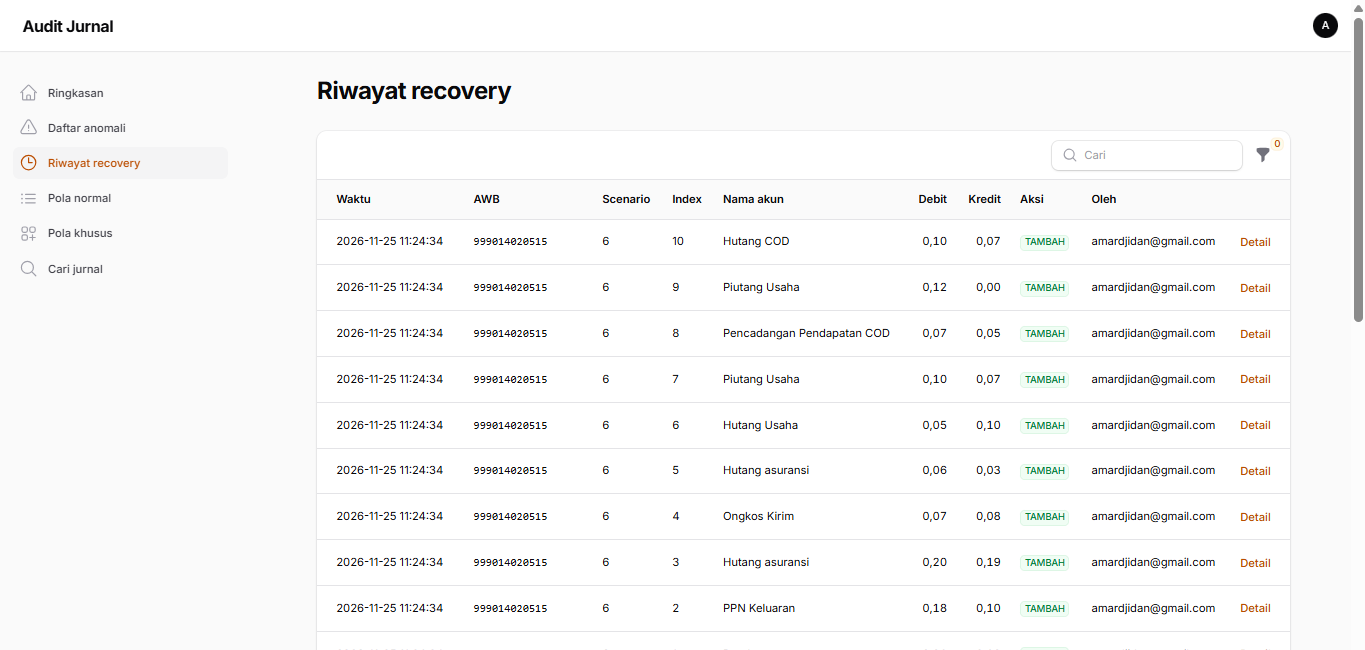 Audit Jurnal
A
Ringkasan
Daftar anomali
Riwayat recovery
Pola normal
Pola khusus
Cari jurnal
Riwayat recovery
Cari
0
Waktu AWB Scenario Index Nama akun Debit Kredit Aksi Oleh
2026-11-25 11:24:34 999014020515 6 10 Hutang COD 0,10 0,07 TAMBAH amardjidan@gmail.com Detail
2026-11-25 11:24:34 999014020515 6 9 Piutang Usaha 0,12 0,00 TAMBAH amardjidan@gmail.com Detail
2026-11-25 11:24:34 999014020515 6 8 Pencadangan Pendapatan COD 0,07 0,05 TAMBAH amardjidan@gmail.com Detail
2026-11-25 11:24:34 999014020515 6 7 Piutang Usaha 0,10 0,07 TAMBAH amardjidan@gmail.com Detail
2026-11-25 11:24:34 999014020515 6 6 Hutang Usaha 0,05 0,10 TAMBAH amardjidan@gmail.com Detail
2026-11-25 11:24:34 999014020515 6 5 Hutang asuransi 0,06 0,03 TAMBAH amardjidan@gmail.com Detail
2026-11-25 11:24:34 999014020515 6 4 Ongkos Kirim 0,07 0,08 TAMBAH amardjidan@gmail.com Detail
2026-11-25 11:24:34 999014020515 6 3 Hutang asuransi 0,20 0,19 TAMBAH amardjidan@gmail.com Detail
2026-11-25 11:24:34 999014020515 6 2 PPN Keluaran 0,18 0,10 TAMBAH amardjidan@gmail.com Detail